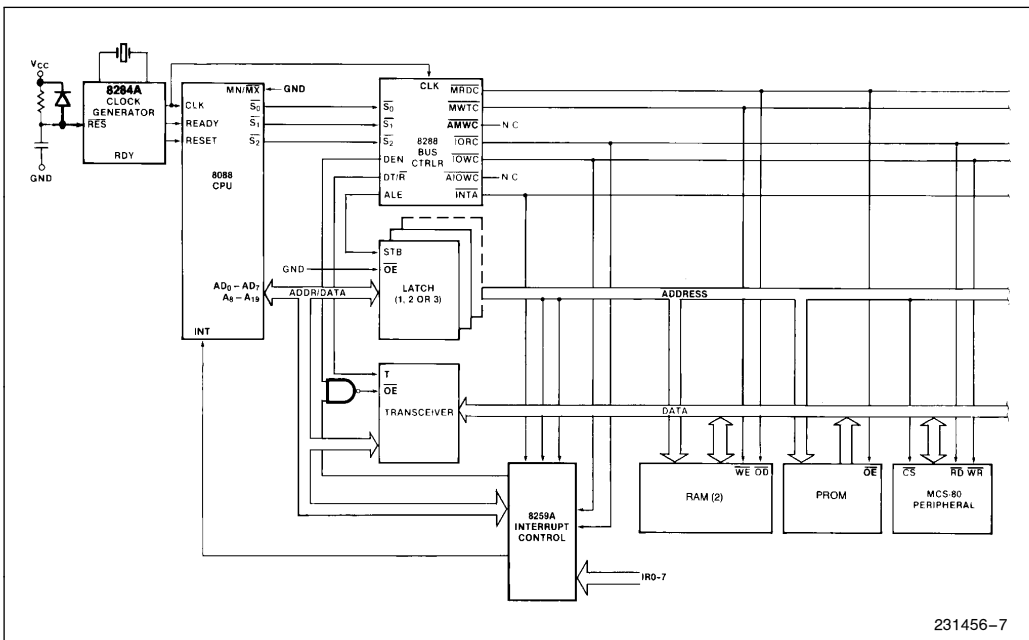 VCC
GND
8284A
CLOCK
GENERATOR
RES
RDY
MN/MX
GND
CLK
READY
RESET
S0
S1
S2
8088
CPU
AD0 – AD7
A8 – A19
INT
CLK
S0
S1
S2
DEN
DT/R
ALE
8288
BUS
CTRLR
MRDC
MWTC
AMWC
N C
IORC
IOWC
AIOWC
N C
INTA
STB
GND
OE
LATCH
(1, 2 OR 3)
ADDR/DATA
ADDRESS
T
OE
TRANSCEIVER
DATA
8259A
INTERRUPT
CONTROL
IR0-7
WE OD
RAM (2)
OE
PROM
CS RD WR
MCS-80
PERIPHERAL
231456–7